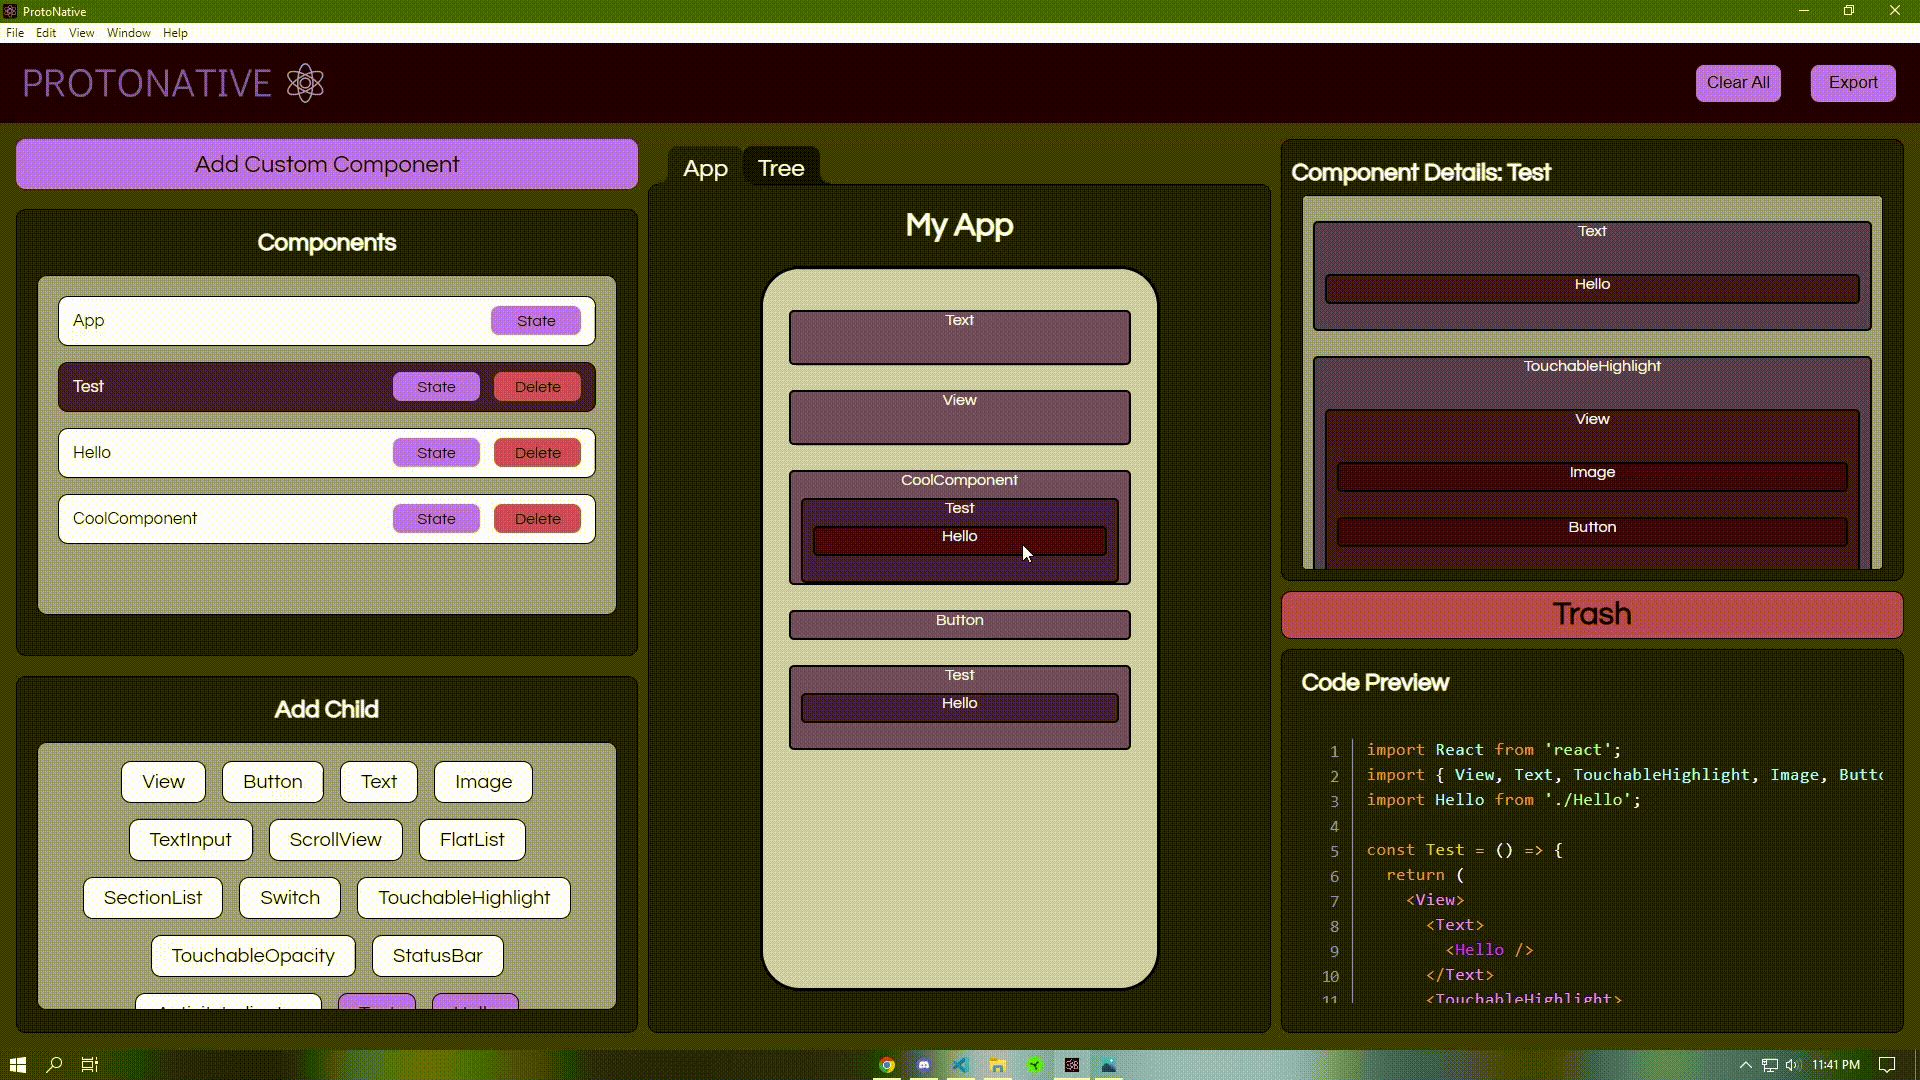 ProtoNative
File Edit View Window Help
PROTONATIVE
Clear All
Export
Add Custom Component
Components
App State
Test State Delete
Hello State Delete
CoolComponent State Delete
Add Child
View Button Text Image
TextInput ScrollView FlatList
SectionList Switch TouchableHighlight
TouchableOpacity StatusBar
App Tree
My App
Text
View
CoolComponent
Test
Hello
Button
Test
Hello
Component Details: Test
Text
Hello
TouchableHighlight
View
Image
Button
Trash
Code Preview
1 import React from 'react';
2 import { View, Text, TouchableHighlight, Image, Butto
3 import Hello from './Hello';
4
5 const Test = () => {
6 return (
7 <View>
8 <Text>
9 <Hello />
10 </Text>
11 <TouchableHighlight>
11:41 PM